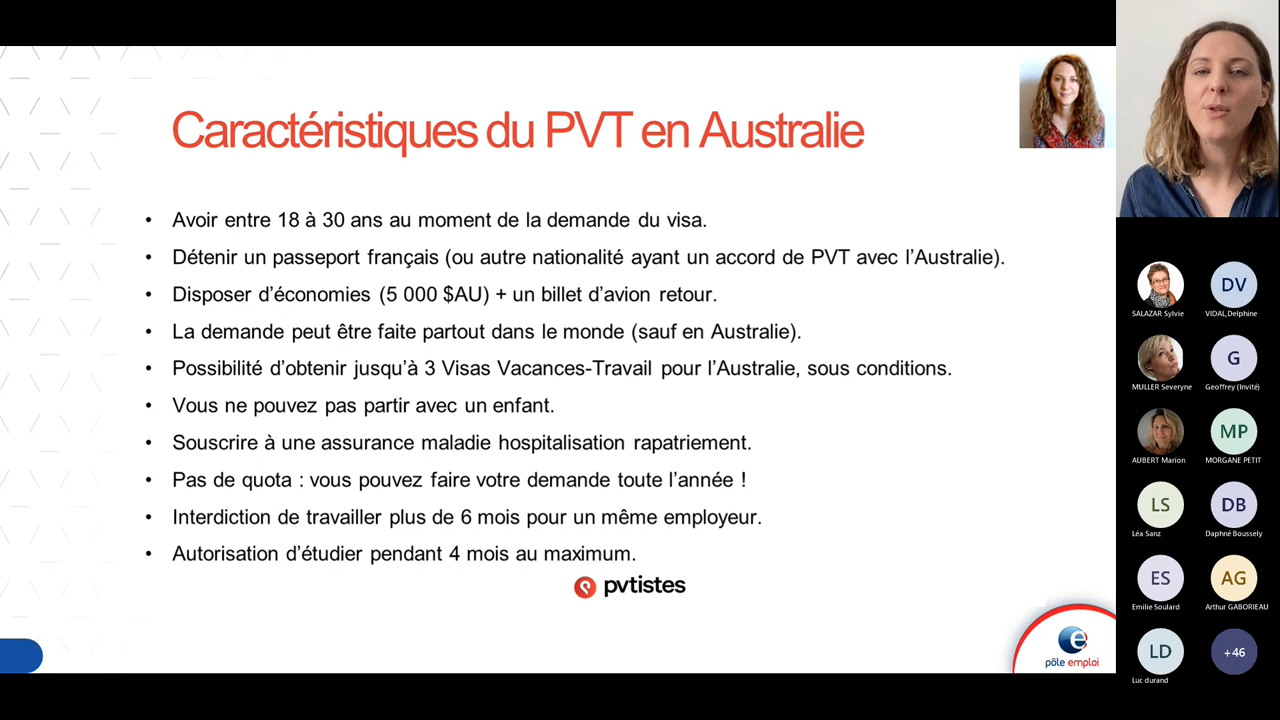 Caractéristiques du PVT en Australie
• Avoir entre 18 à 30 ans au moment de la demande du visa.
• Détenir un passeport français (ou autre nationalité ayant un accord de PVT avec l’Australie).
• Disposer d’économies (5 000 $AU) + un billet d’avion retour.
• La demande peut être faite partout dans le monde (sauf en Australie).
• Possibilité d’obtenir jusqu’à 3 Visas Vacances-Travail pour l’Australie, sous conditions.
• Vous ne pouvez pas partir avec un enfant.
• Souscrire à une assurance maladie hospitalisation rapatriement.
• Pas de quota : vous pouvez faire votre demande toute l’année !
• Interdiction de travailler plus de 6 mois pour un même employeur.
• Autorisation d’étudier pendant 4 mois au maximum.
pvtistes
e
pôle emploi
DV
SALAZAR Sylvie
VIDAL,Delphine
G
MULLER Severyne
Geoffrey (Invité)
MP
AUBERT Marion
MORGANE PETIT
LS
DB
Léa Sanz
Daphné Boussely
ES
AG
Emilie Soulard
Arthur GABORIEAU
LD
+46
Luc durand